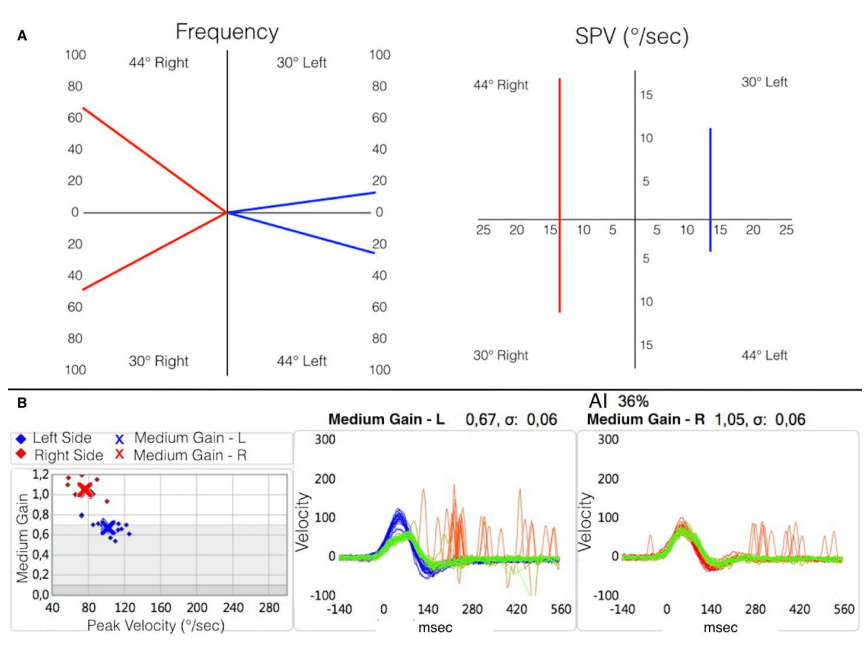 A
Frequency
SPV (°/sec)
100
44° Right
30° Left
100
80
80
60
60
40
40
20
20
0
0
20
20
40
40
60
60
80
80
100
30° Right
44° Left
100
44° Right
30° Left
15
10
5
25 20 15 10 5 5 10 15 20 25
5
10
15
30° Right
44° Left
B
AI 36%
Medium Gain - L 0,67, σ: 0,06
Medium Gain - R 1,05, σ: 0,06
Left Side
Medium Gain - L
Right Side
Medium Gain - R
Medium Gain
1,2
1,0
0,8
0,6
0,4
0,2
0,0
40 80 120 160 200 240 280
Peak Velocity (°/sec)
Velocity
300
200
100
0
-100
-140 0 140 280 420 560
msec
Velocity
300
200
100
0
-100
-140 0 140 280 420 560
msec